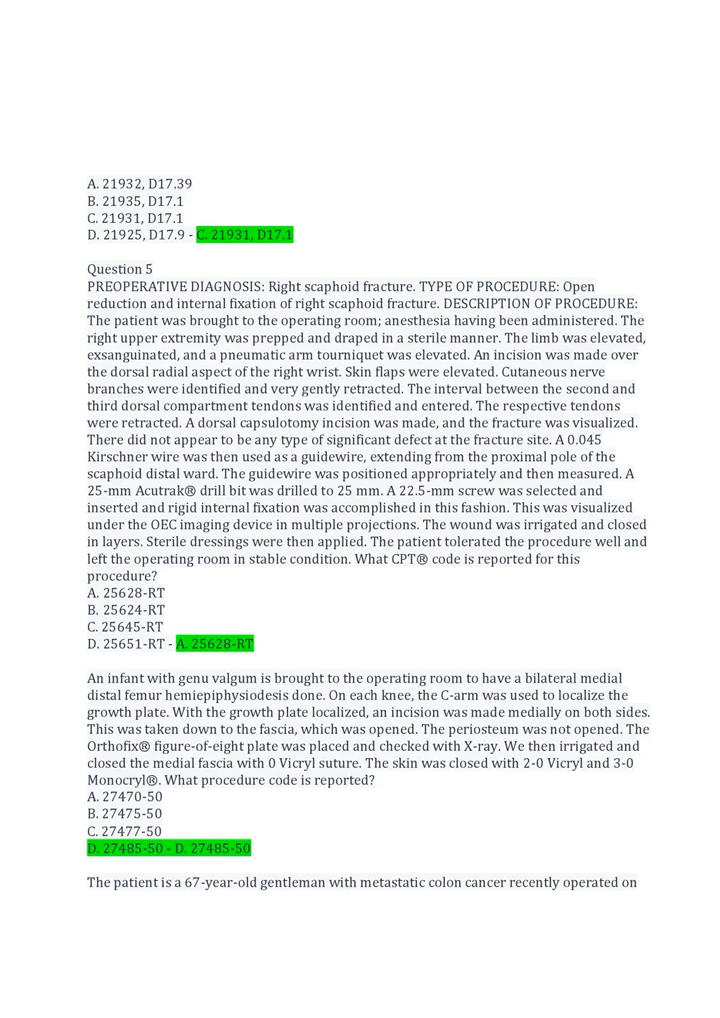 A. 21932, D17.39
B. 21935, D17.1
C. 21931, D17.1
D. 21925, D17.9 - C. 21931, D17.1
Question 5
PREOPERATIVE DIAGNOSIS: Right scaphoid fracture. TYPE OF PROCEDURE: Open
reduction and internal fixation of right scaphoid fracture. DESCRIPTION OF PROCEDURE:
The patient was brought to the operating room; anesthesia having been administered. The
right upper extremity was prepped and draped in a sterile manner. The limb was elevated,
exsanguinated, and a pneumatic arm tourniquet was elevated. An incision was made over
the dorsal radial aspect of the right wrist. Skin flaps were elevated. Cutaneous nerve
branches were identified and very gently retracted. The interval between the second and
third dorsal compartment tendons was identified and entered. The respective tendons
were retracted. A dorsal capsulotomy incision was made, and the fracture was visualized.
There did not appear to be any type of significant defect at the fracture site. A 0.045
Kirschner wire was then used as a guidewire, extending from the proximal pole of the
scaphoid distal ward. The guidewire was positioned appropriately and then measured. A
25-mm Acutrak® drill bit was drilled to 25 mm. A 22.5-mm screw was selected and
inserted and rigid internal fixation was accomplished in this fashion. This was visualized
under the OEC imaging device in multiple projections. The wound was irrigated and closed
in layers. Sterile dressings were then applied. The patient tolerated the procedure well and
left the operating room in stable condition. What CPT® code is reported for this
procedure?
A. 25628-RT
B. 25624-RT
C. 25645-RT
D. 25651-RT - A. 25628-RT
An infant with genu valgum is brought to the operating room to have a bilateral medial
distal femur hemiepiphysiodesis done. On each knee, the C-arm was used to localize the
growth plate. With the growth plate localized, an incision was made medially on both sides.
This was taken down to the fascia, which was opened. The periosteum was not opened. The
Orthofix® figure-of-eight plate was placed and checked with X-ray. We then irrigated and
closed the medial fascia with 0 Vicryl suture. The skin was closed with 2-0 Vicryl and 3-0
Monocryl®. What procedure code is reported?
A. 27470-50
B. 27475-50
C. 27477-50
D. 27485-50 - D. 27485-50
The patient is a 67-year-old gentleman with metastatic colon cancer recently operated on